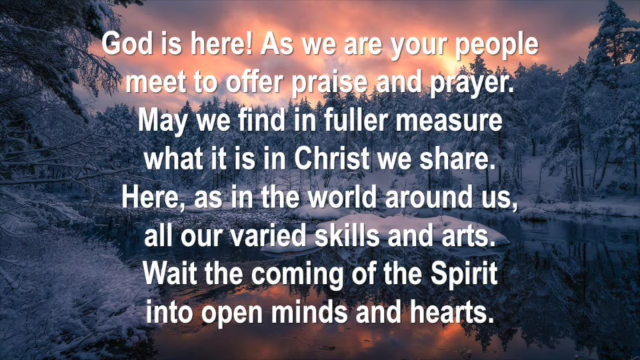 God is here! As we are your people
meet to offer praise and prayer.
May we find in fuller measure
what it is in Christ we share.
Here, as in the world around us,
all our varied skills and arts.
Wait the coming of the Spirit
into open minds and hearts.